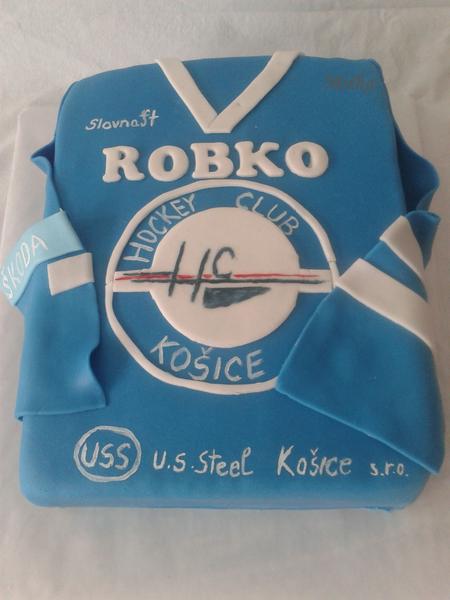 Slovnaft
ROBKO
HOCKEY CLUB
HC
KOŠICE
ŠKODA
USS U.S.Steel Košice s.r.o.